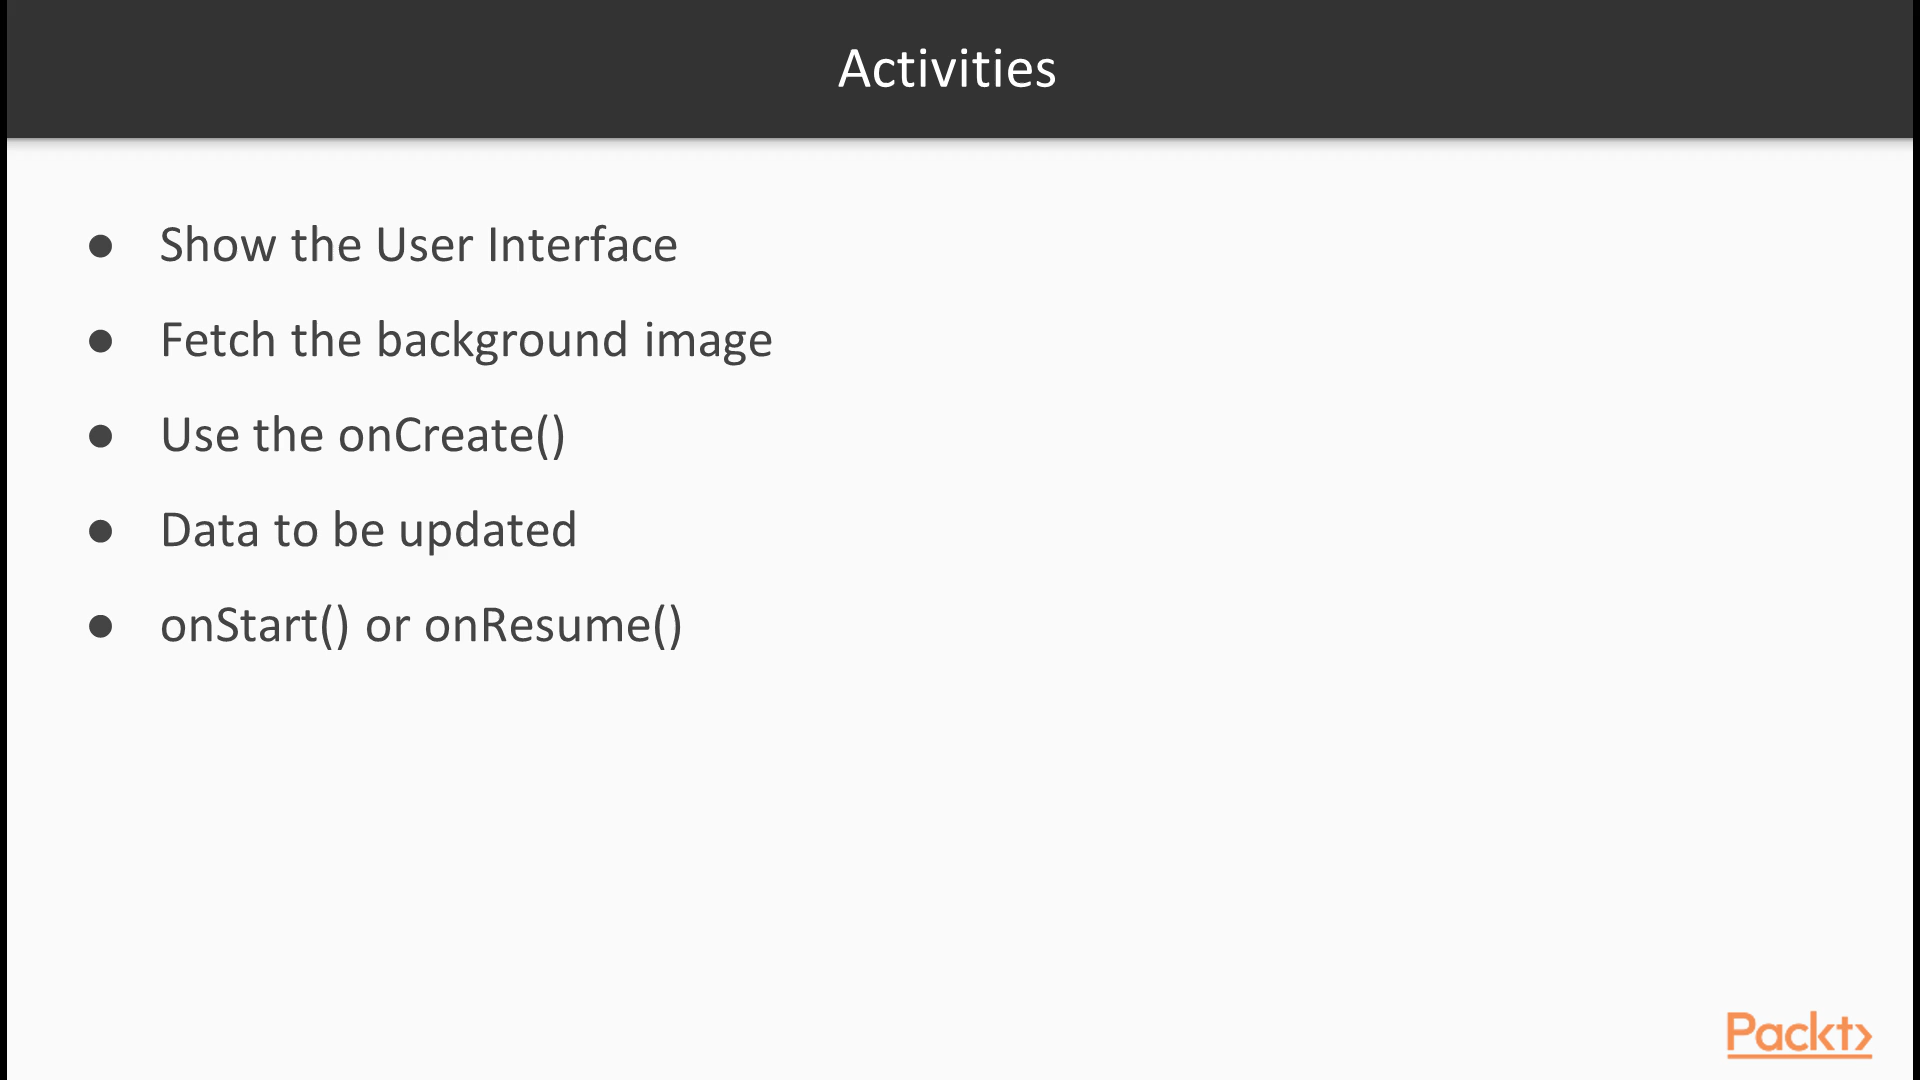 Activities
● Show the User Interface
● Fetch the background image
● Use the onCreate()
● Data to be updated
● onStart() or onResume()
Packt>